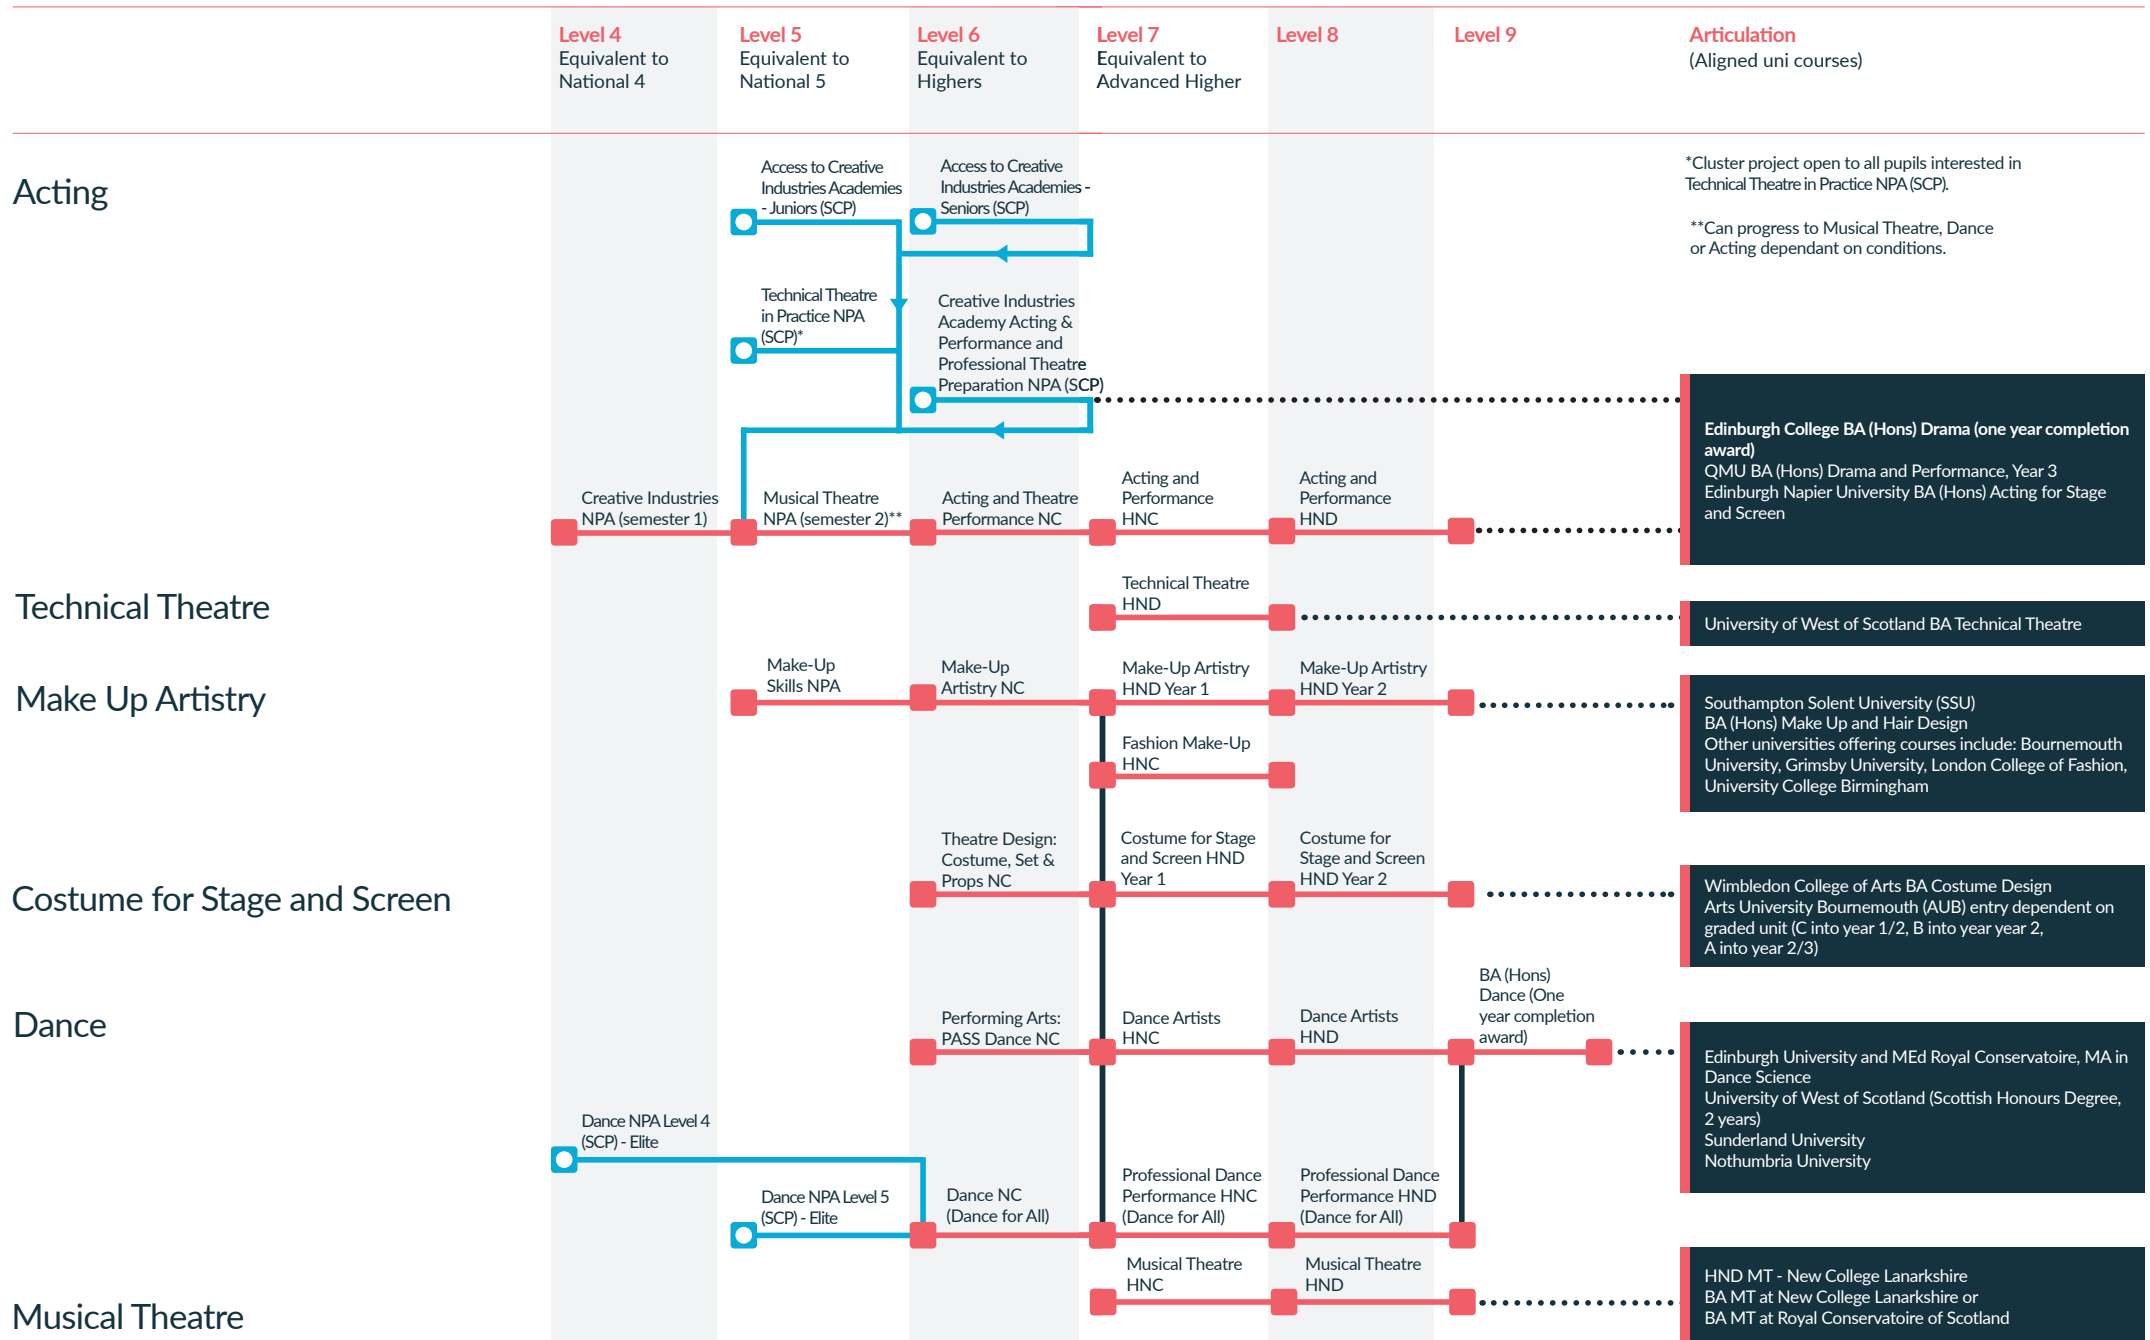 Level 4
Equivalent to
National 4
Level 5
Equivalent to
National 5
Level 6
Equivalent to
Highers
Level 7
Equivalent to
Advanced Higher
Level 8
Level 9
Articulation
(Aligned uni courses)
Acting
Access to Creative
Industries Academies
- Juniors (SCP)
Access to Creative
Industries Academies -
Seniors (SCP)
*Cluster project open to all pupils interested in
Technical Theatre in Practice NPA (SCP).
**Can progress to Musical Theatre, Dance
or Acting dependant on conditions.
Technical Theatre
in Practice NPA
(SCP)*
Creative Industries
Academy Acting &
Performance and
Professional Theatre
Preparation NPA (SCP)
Creative Industries
NPA (semester 1)
Musical Theatre
NPA (semester 2)**
Acting and Theatre
Performance NC
Acting and
Performance
HNC
Acting and
Performance
HND
Edinburgh College BA (Hons) Drama (one year completion
award)
QMU BA (Hons) Drama and Performance, Year 3
Edinburgh Napier University BA (Hons) Acting for Stage
and Screen
Technical Theatre
Technical Theatre
HND
University of West of Scotland BA Technical Theatre
Make Up Artistry
Make-Up
Skills NPA
Make-Up
Artistry NC
Make-Up Artistry
HND Year 1
Make-Up Artistry
HND Year 2
Fashion Make-Up
HNC
Southampton Solent University (SSU)
BA (Hons) Make Up and Hair Design
Other universities offering courses include: Bournemouth
University, Grimsby University, London College of Fashion,
University College Birmingham
Costume for Stage and Screen
Theatre Design:
Costume, Set &
Props NC
Costume for Stage
and Screen HND
Year 1
Costume for
Stage and Screen
HND Year 2
Wimbledon College of Arts BA Costume Design
Arts University Bournemouth (AUB) entry dependent on
graded unit (C into year 1/2, B into year year 2,
A into year 2/3)
Dance
Performing Arts:
PASS Dance NC
Dance Artists
HNC
Dance Artists
HND
BA (Hons)
Dance (One
year completion
award)
Edinburgh University and MEd Royal Conservatoire, MA in
Dance Science
University of West of Scotland (Scottish Honours Degree,
2 years)
Sunderland University
Nothumbria University
Dance NPA Level 4
(SCP) - Elite
Dance NPA Level 5
(SCP) - Elite
Dance NC
(Dance for All)
Professional Dance
Performance HNC
(Dance for All)
Professional Dance
Performance HND
(Dance for All)
Musical Theatre
Musical Theatre
HNC
Musical Theatre
HND
HND MT - New College Lanarkshire
BA MT at New College Lanarkshire or
BA MT at Royal Conservatoire of Scotland